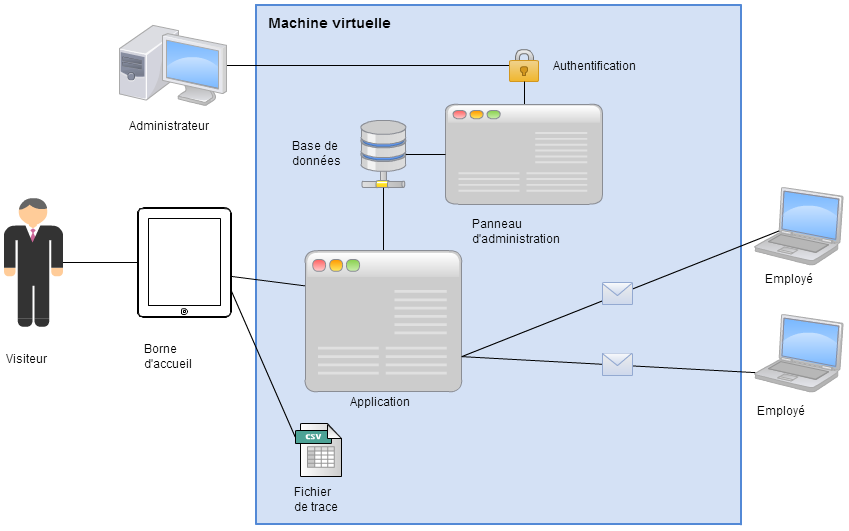 Machine virtuelle
Authentification
Administrateur
Base de
données
Panneau
d'administration
Visiteur
Borne
d'accueil
Application
Employé
Employé
CSV
Fichier
de trace